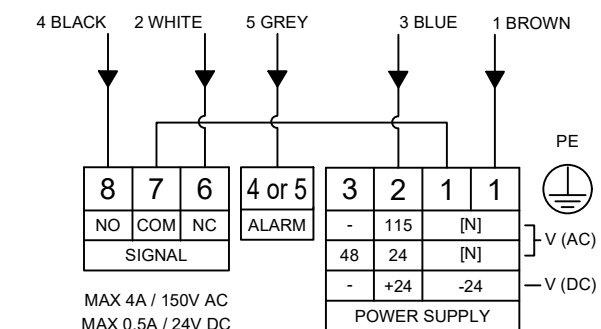 4 BLACK 2 WHITE 5 GREY 3 BLUE 1 BROWN
PE
8 7 6 4 or 5 3 2 1 1
NO COM NC ALARM - 115 [N]
V (AC)
SIGNAL 48 24 [N]
- +24 -24 V (DC)
MAX 4A / 150V AC
POWER SUPPLY
MAX 0.5A / 24V DC